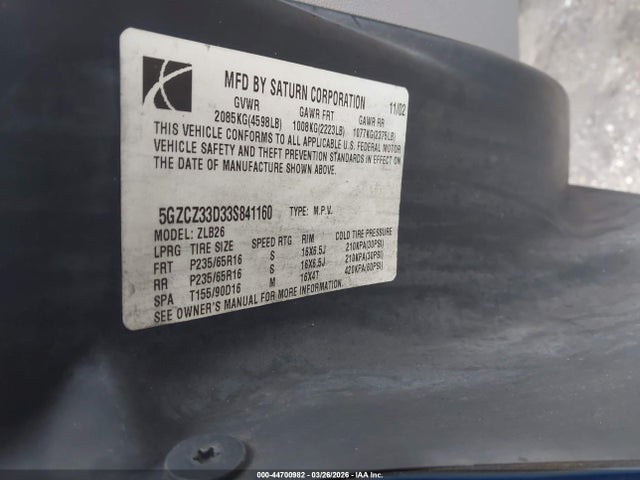 MFD BY SATURN CORPORATION 11/02
GVWR GAWR FRT GAWR RR
2085KG(4598LB) 1008KG(2223LB) 1077KG(2375LB)
THIS VEHICLE CONFORMS TO ALL APPLICABLE U.S. FEDERAL MOTOR
VEHICLE SAFETY AND THEFT PREVENTION STANDARDS IN EFFECT ON
THE DATE OF MANUFACTURE SHOWN ABOVE.
5GZCZ33D33S841160 TYPE: M.P.V.
MODEL: ZLB26
LPRG TIRE SIZE SPEED RTG RIM COLD TIRE PRESSURE
FRT P235/65R16 S 16X6.5J 210KPA(30PSI)
RR P235/65R16 S 16X6.5J 210KPA(30PSI)
SPA T155/90D16 M 16X4T 420KPA(60PSI)
SEE OWNER'S MANUAL FOR MORE INFORMATION.
000-44700982 | 03/26/2026 | IAA Inc.